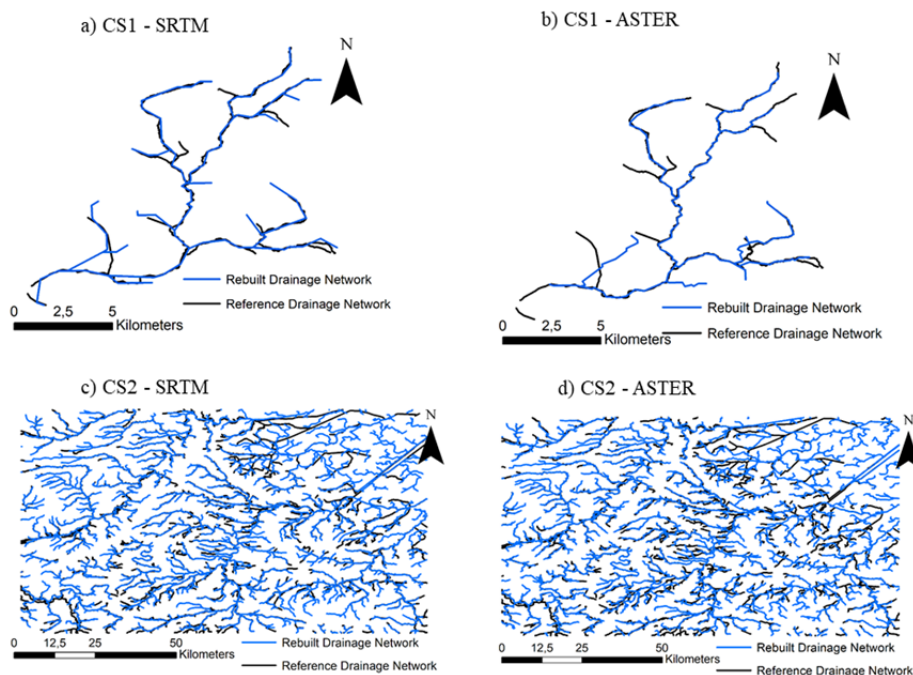 a) CS1 - SRTM
N
Rebuilt Drainage Network
Reference Drainage Network
0 2,5 5
Kilometers
b) CS1 - ASTER
N
Rebuilt Drainage Network
Reference Drainage Network
0 2,5 5
Kilometers
c) CS2 - SRTM
N
Rebuilt Drainage Network
Reference Drainage Network
0 12,5 25 50
Kilometers
d) CS2 - ASTER
N
Rebuilt Drainage Network
Reference Drainage Network
0 12,5 25 50
Kilometers